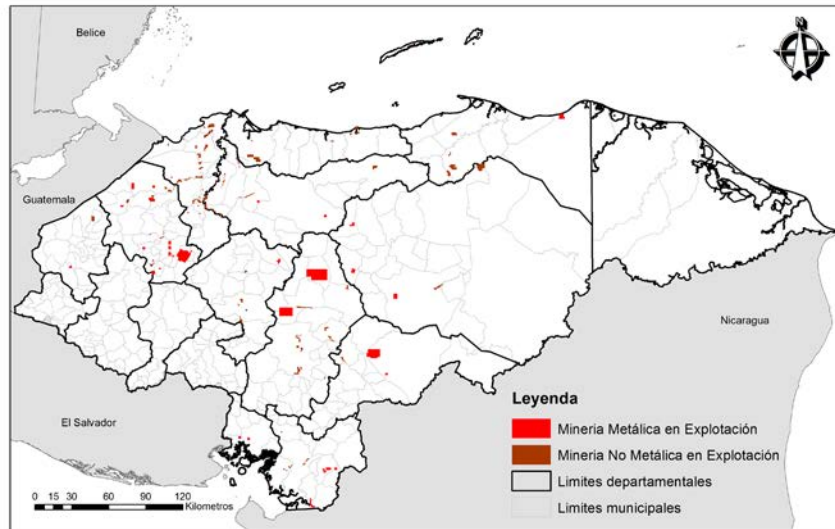 Belice
Guatemala
Nicaragua
El Salvador
Leyenda
Mineria Metálica en Explotación
Mineria No Metálica en Explotación
Limites departamentales
Limites municipales
0 15 30 60 90 120
Kilometros